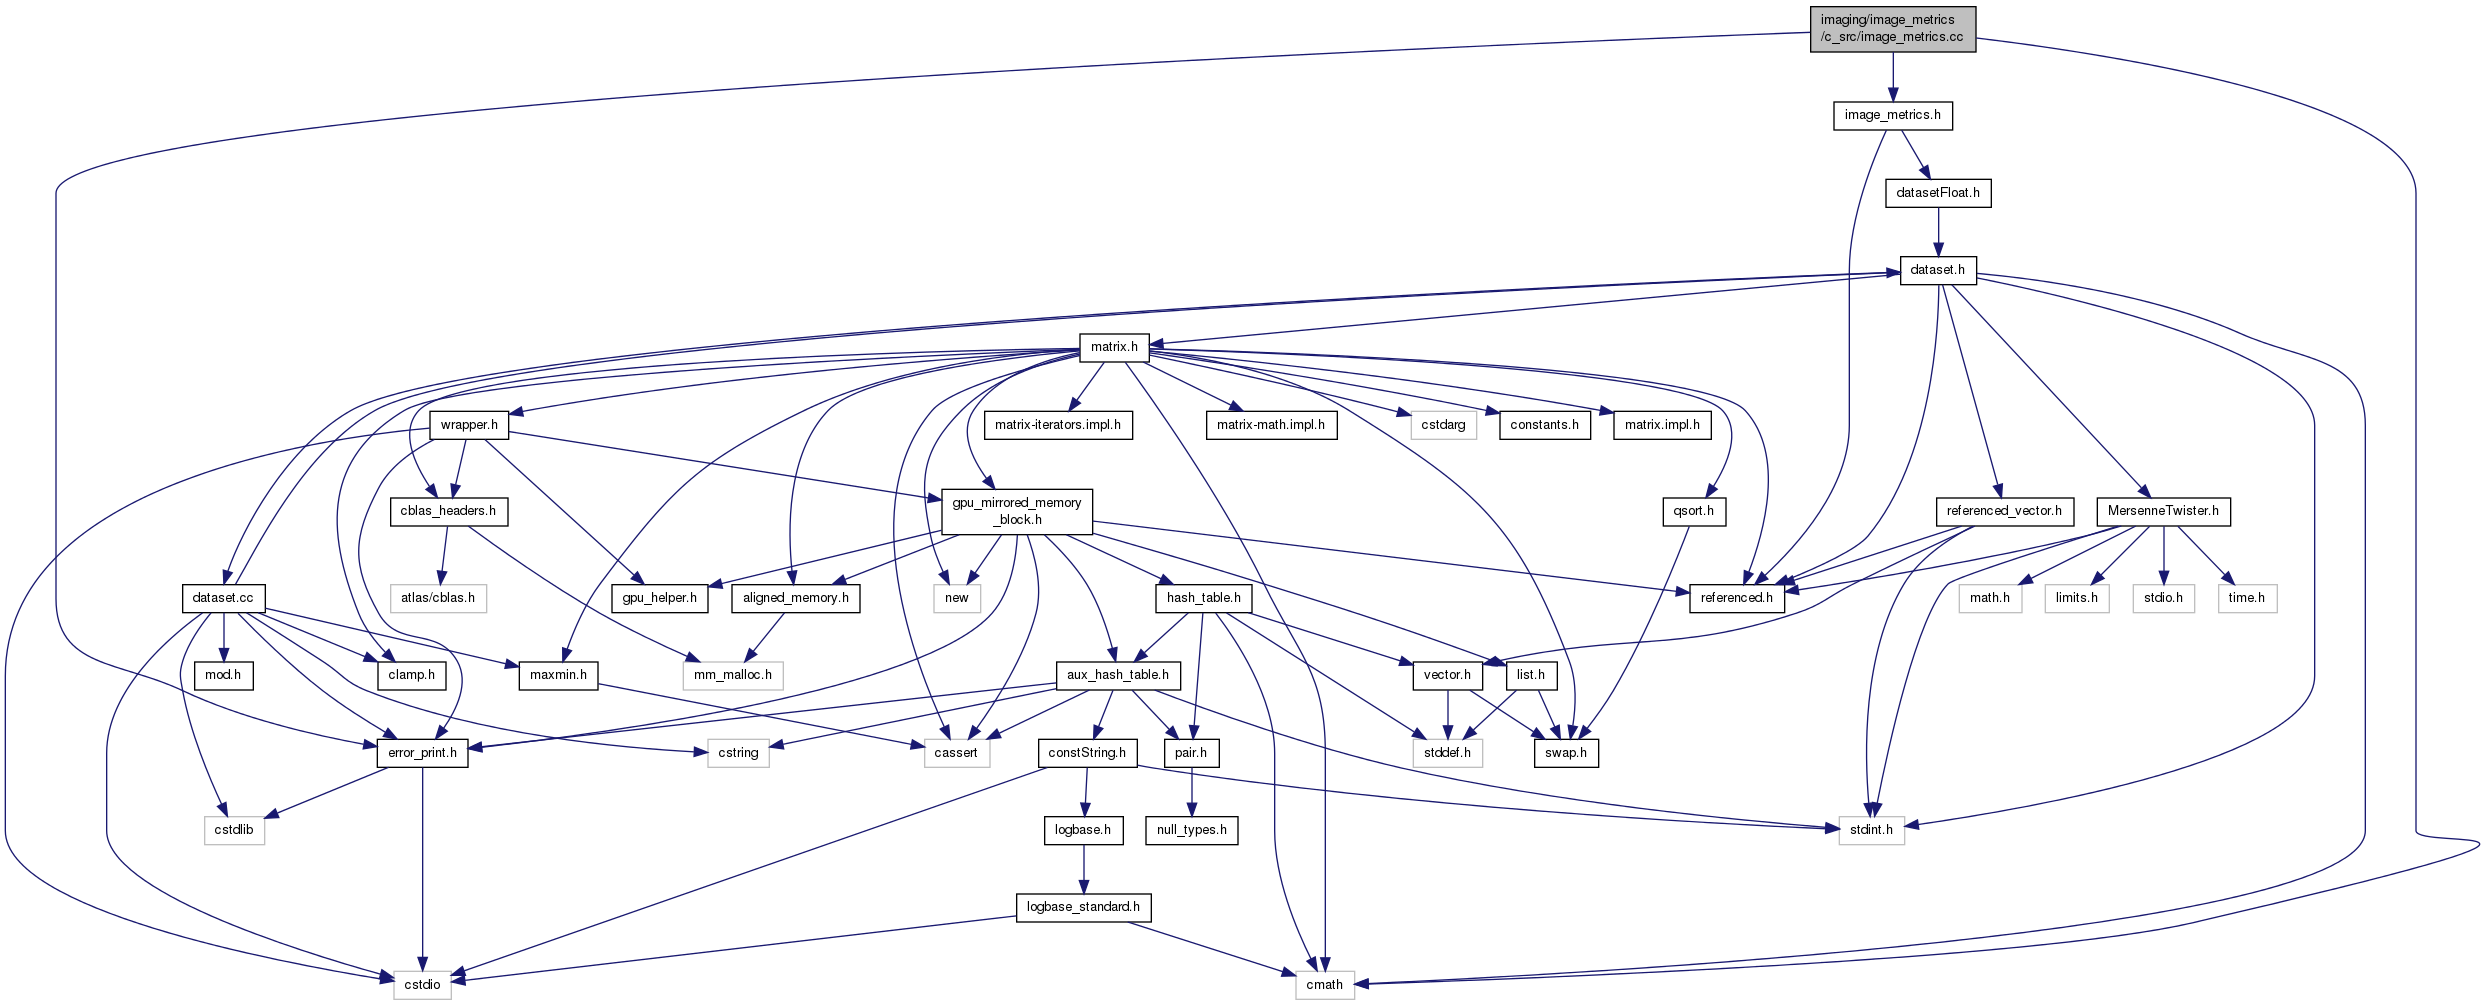 imaging/image_metrics
/c_src/image_metrics.cc
image_metrics.h
datasetFloat.h
dataset.h
matrix.h
wrapper.h
matrix-iterators.impl.h
matrix-math.impl.h
cstdarg
constants.h
matrix.impl.h
cblas_headers.h
gpu_mirrored_memory
_block.h
qsort.h
referenced_vector.h
MersenneTwister.h
dataset.cc
atlas/cblas.h
gpu_helper.h
aligned_memory.h
new
hash_table.h
referenced.h
math.h
limits.h
stdio.h
time.h
mod.h
clamp.h
maxmin.h
mm_malloc.h
aux_hash_table.h
vector.h
list.h
error_print.h
cstring
cassert
constString.h
pair.h
stddef.h
swap.h
cstdlib
logbase.h
null_types.h
stdint.h
logbase_standard.h
cstdio
cmath